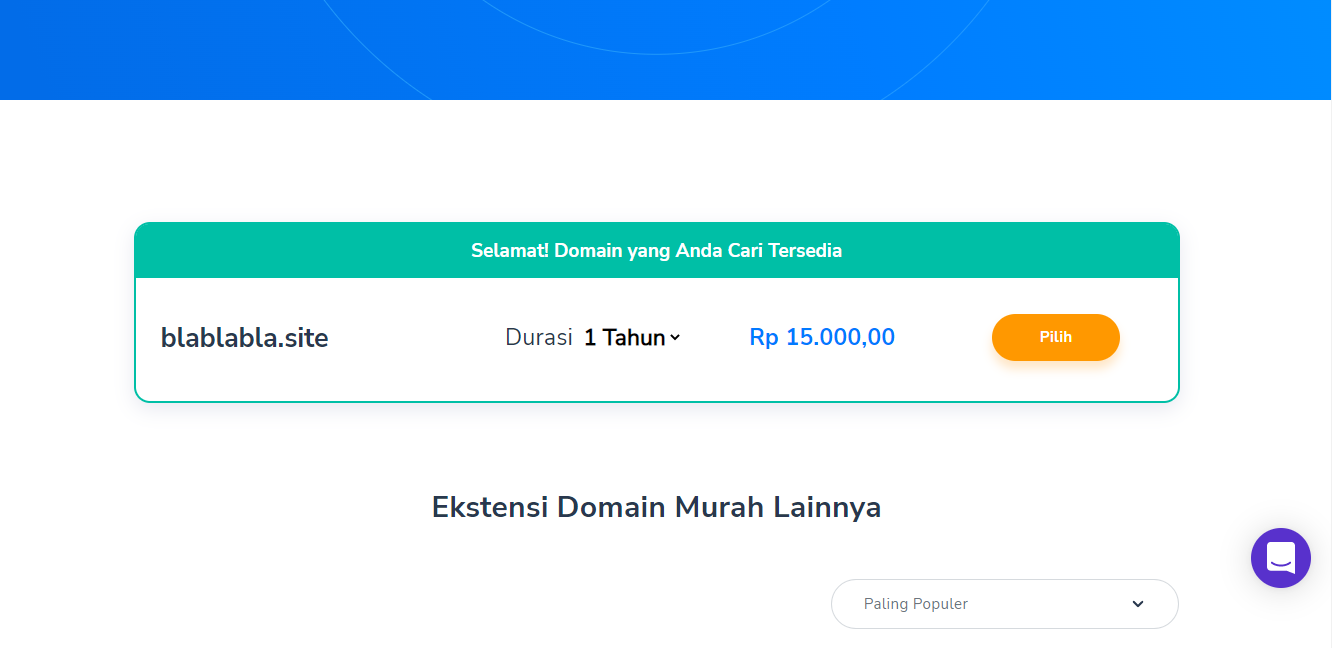 Selamat! Domain yang Anda Cari Tersedia
blablabla.site Durasi 1 Tahun Rp 15.000,00 Pilih
Ekstensi Domain Murah Lainnya
Paling Populer